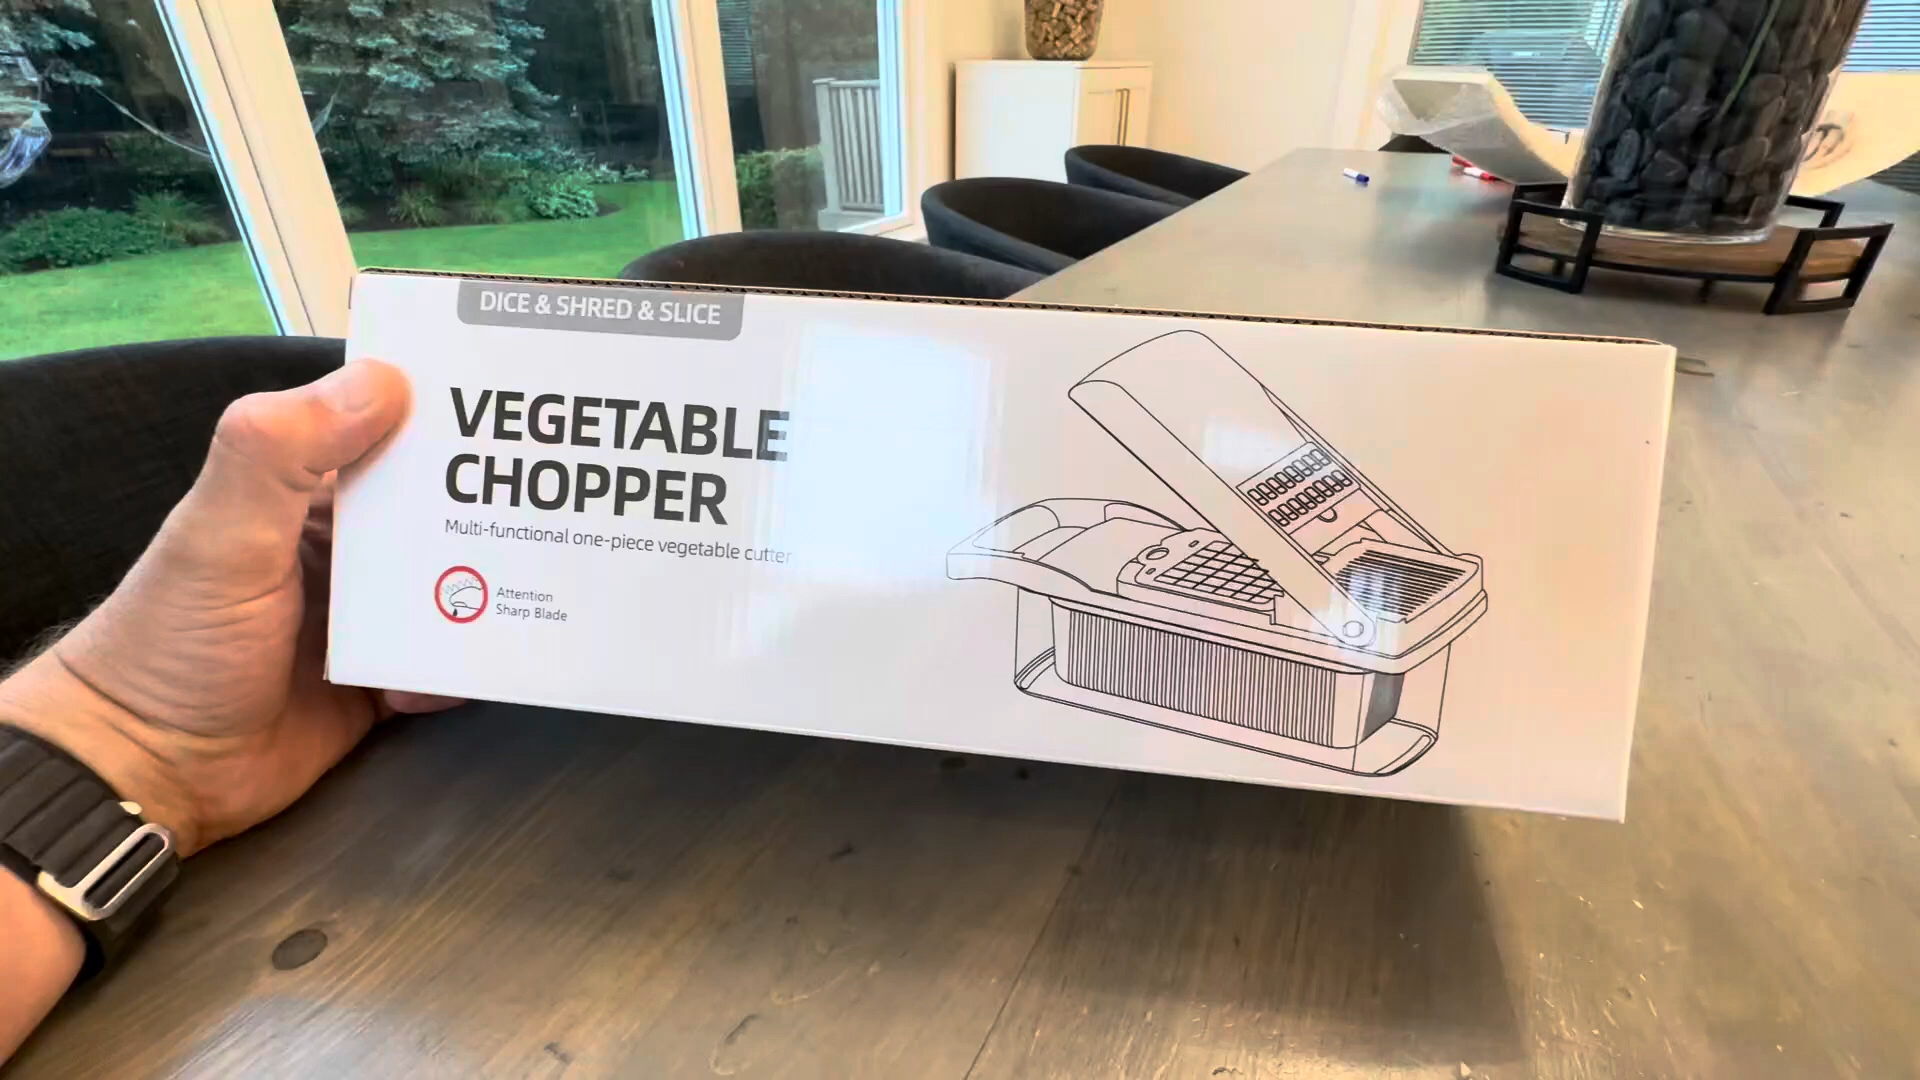 DICE & SHRED & SLICE
VEGETABLE
CHOPPER
Multi-functional one-piece vegetable cutter
Attention
Sharp Blade